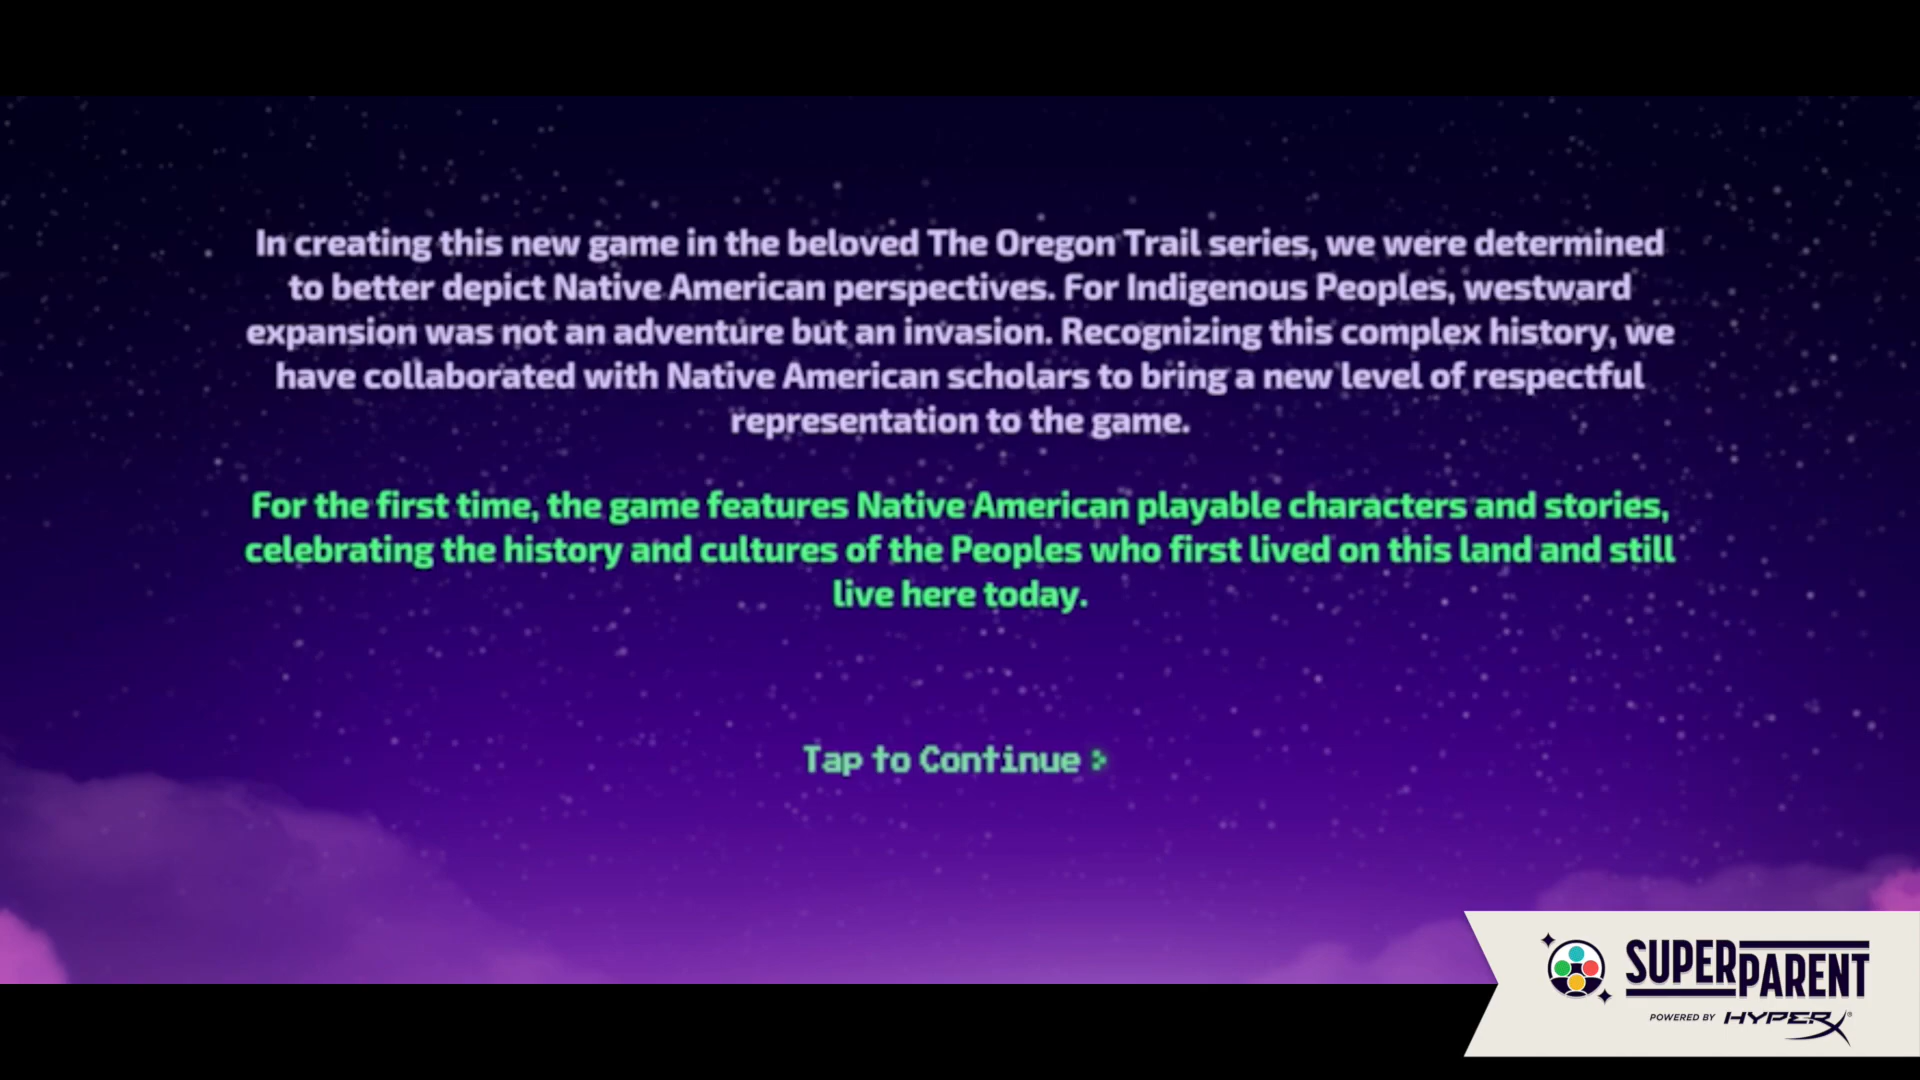 In creating this new game in the beloved The Oregon Trail series, we were determined
to better depict Native American perspectives. For Indigenous Peoples, westward
expansion was not an adventure but an invasion. Recognizing this complex history, we
have collaborated with Native American scholars to bring a new level of respectful
representation to the game.
For the first time, the game features Native American playable characters and stories,
celebrating the history and cultures of the Peoples who first lived on this land and still
live here today.
Tap to Continue >
SUPERPARENT
POWERED BY HYPERX®